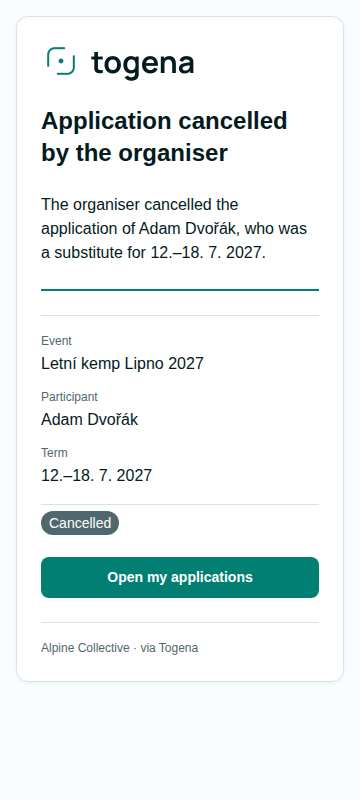 togena
Application cancelled
by the organiser
The organiser cancelled the
application of Adam Dvořák, who was
a substitute for 12.–18. 7. 2027.
Event
Letní kemp Lipno 2027
Participant
Adam Dvořák
Term
12.–18. 7. 2027
Cancelled
Open my applications
Alpine Collective · via Togena